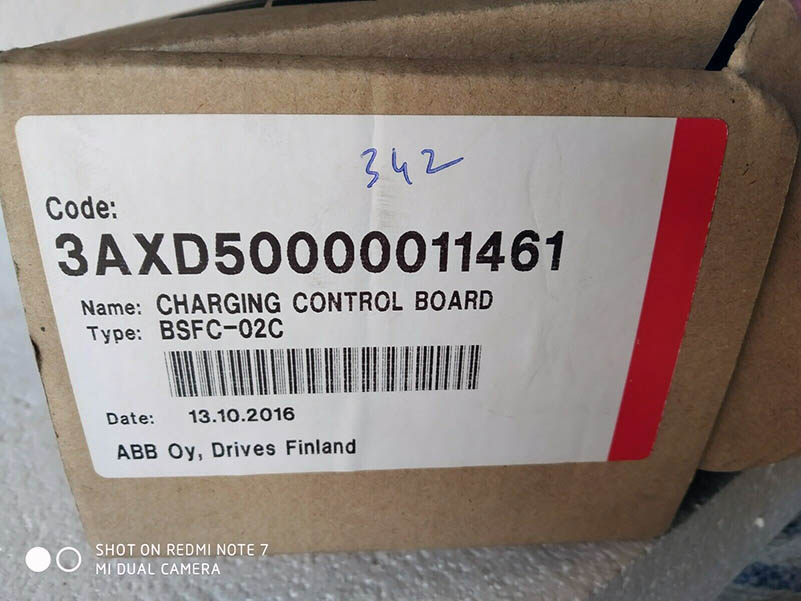 342
Code:
3AXD50000011461
Name: CHARGING CONTROL BOARD
Type: BSFC-02C
Date: 13.10.2016
ABB Oy, Drives Finland
SHOT ON REDMI NOTE 7
MI DUAL CAMERA